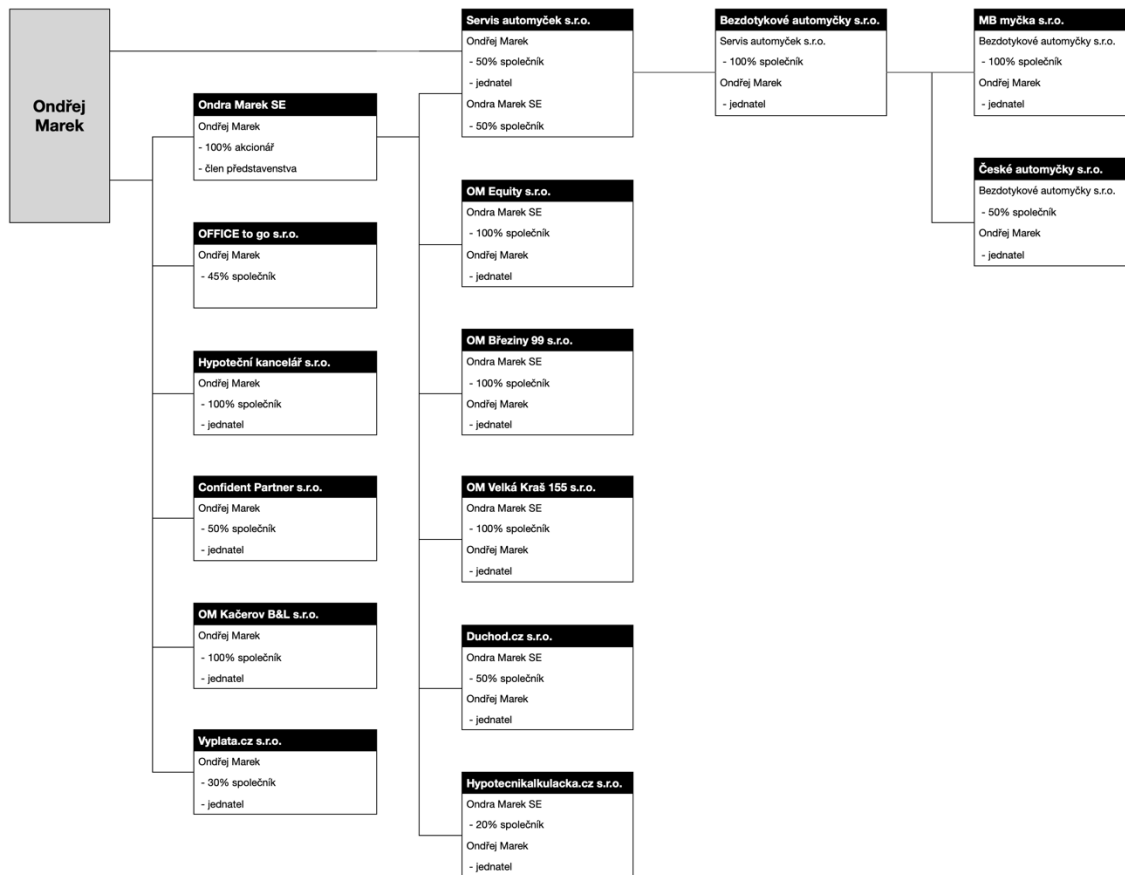 Ondřej
Marek
Ondra Marek SE
Ondřej Marek
- 100% akcionář
- člen představenstva
OFFICE to go s.r.o.
Ondřej Marek
- 45% společník
Hypoteční kancelář s.r.o.
Ondřej Marek
- 100% společník
- jednatel
Confident Partner s.r.o.
Ondřej Marek
- 50% společník
- jednatel
OM Kačerov B&L s.r.o.
Ondřej Marek
- 100% společník
- jednatel
Vyplata.cz s.r.o.
Ondřej Marek
- 30% společník
- jednatel
Servis automyček s.r.o.
Ondřej Marek
- 50% společník
- jednatel
Ondra Marek SE
- 50% společník
OM Equity s.r.o.
Ondra Marek SE
- 100% společník
Ondřej Marek
- jednatel
OM Březiny 99 s.r.o.
Ondra Marek SE
- 100% společník
Ondřej Marek
- jednatel
OM Velká Kraš 155 s.r.o.
Ondra Marek SE
- 100% společník
Ondřej Marek
- jednatel
Duchod.cz s.r.o.
Ondra Marek SE
- 50% společník
Ondřej Marek
- jednatel
Hypotecnikalkulacka.cz s.r.o.
Ondra Marek SE
- 20% společník
Ondřej Marek
- jednatel
Bezdotykové automyčky s.r.o.
Servis automyček s.r.o.
- 100% společník
Ondřej Marek
- jednatel
MB myčka s.r.o.
Bezdotykové automyčky s.r.o.
- 100% společník
Ondřej Marek
- jednatel
České automyčky s.r.o.
Bezdotykové automyčky s.r.o.
- 50% společník
Ondřej Marek
- jednatel